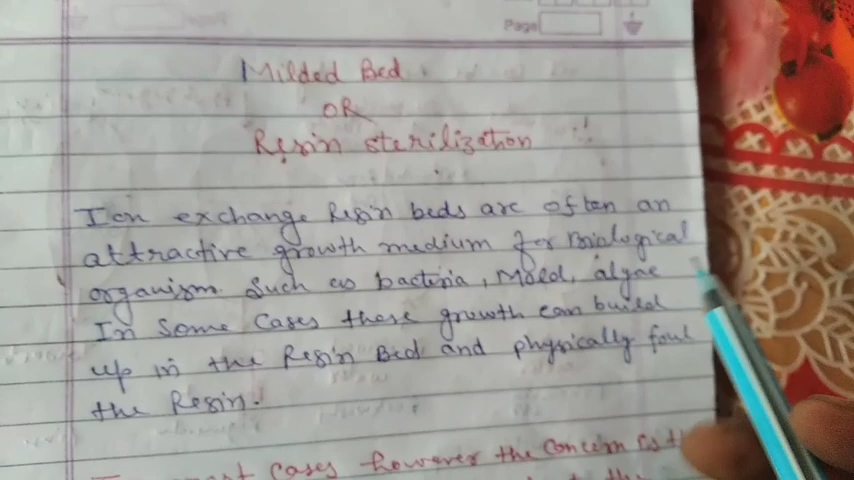 Page
Milded Bed
OR
Resin sterilization :-
Ion exchange Resin beds are often an
attractive growth medium for Biological
organism such as bacteria, Mold, algae
In some cases these growth can build
up in the Resin Bed and physically foul
the Resin.
cases however the concern is
the